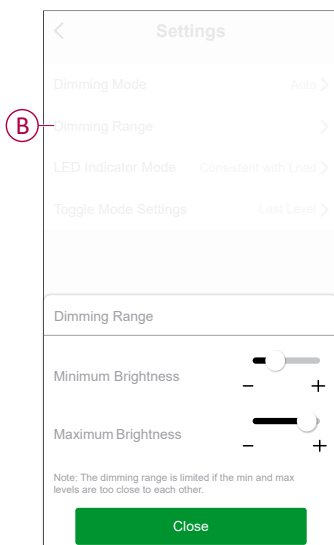 Settings
Dimming Mode Auto
B Dimming Range
LED Indicator Mode Consistent with Load
Toggle Mode Settings Last Level
Dimming Range
Minimum Brightness
− +
Maximum Brightness
− +
Note: The dimming range is limited if the min and max
levels are too close to each other.
Close